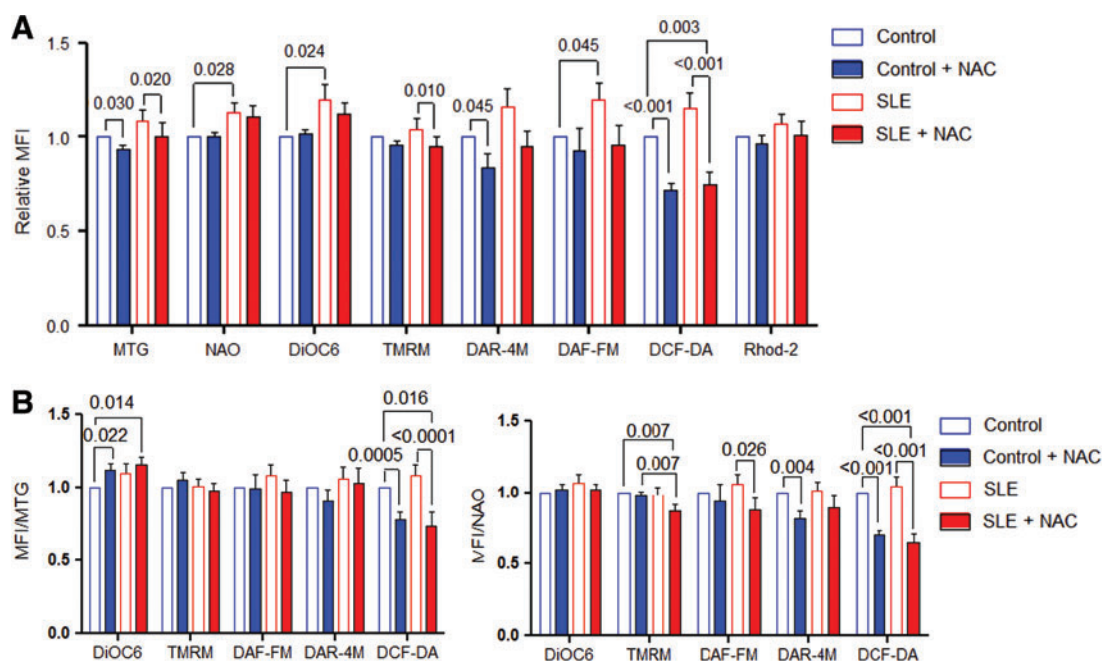 A
1.5
1.0
0.5
0.0
Relative MFI
0.030
0.020
0.028
0.024
0.010
0.045
0.045
0.003
<0.001
<0.001
MTG NAO DiOC6 TMRM DAR-4M DAF-FM DCF-DA Rhod-2
Control
Control + NAC
SLE
SLE + NAC
B
1.5
1.0
0.5
0.0
MFI/MTG
0.014
0.022
0.016
<0.0001
0.0005
DiOC6 TMRM DAF-FM DAR-4M DCF-DA
1.5
1.0
0.5
0.0
MFI/NAO
0.007
0.007
0.026
0.004
<0.001
<0.001
<0.001
DiOC6 TMRM DAF-FM DAR-4M DCF-DA
Control
Control + NAC
SLE
SLE + NAC